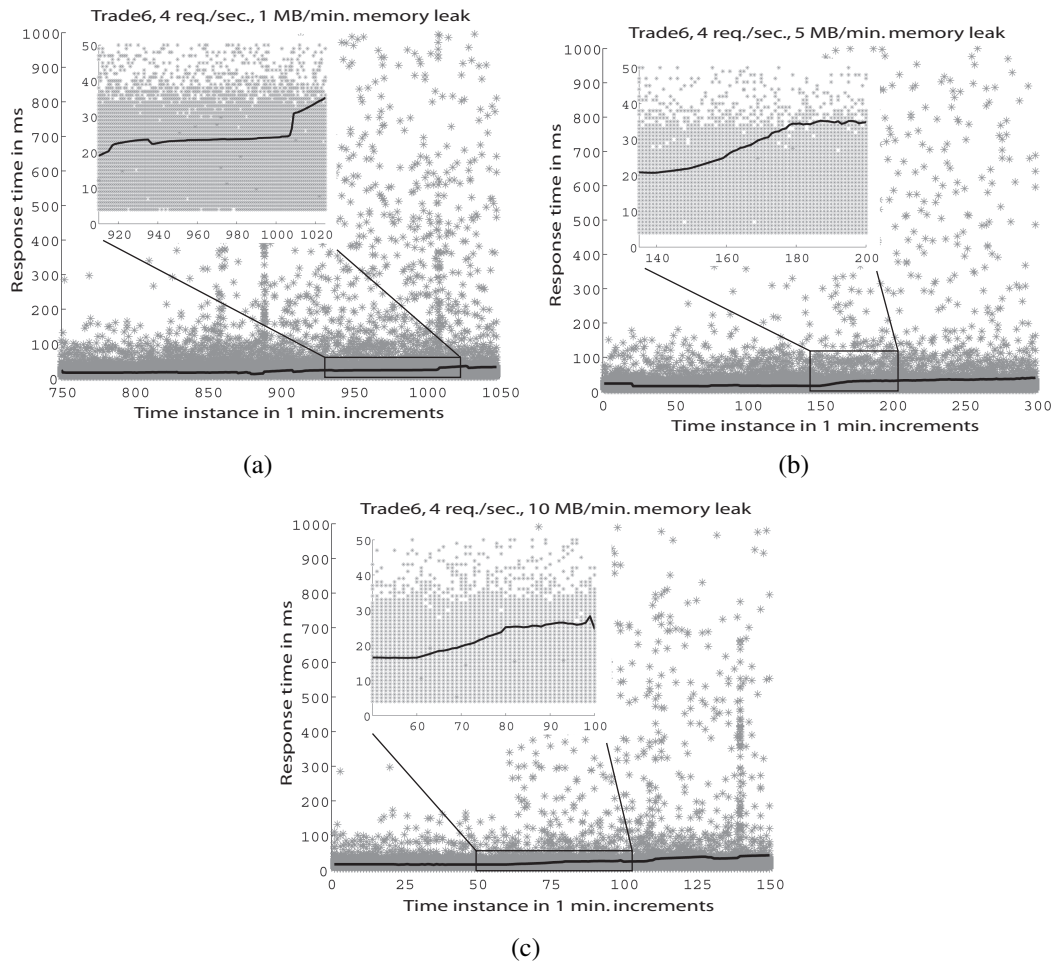 Trade6, 4 req./sec., 1 MB/min. memory leak
Response time in ms
1000
900
800
700
600
500
400
300
200
100
0
50
40
30
20
10
0
920 940 960 980 1000 1020
750 800 850 900 950 1000 1050
Time instance in 1 min. increments
(a)
Trade6, 4 req./sec., 5 MB/min. memory leak
Response time in ms
1000
900
800
700
600
500
400
300
200
100
0
50
40
30
20
10
0
140 160 180 200
0 50 100 150 200 250 300
Time instance in 1 min. increments
(b)
Trade6, 4 req./sec., 10 MB/min. memory leak
Response time in ms
1000
900
800
700
600
500
400
300
200
100
0
50
40
30
20
10
0
60 70 80 90 100
0 25 50 75 100 125 150
Time instance in 1 min. increments
(c)